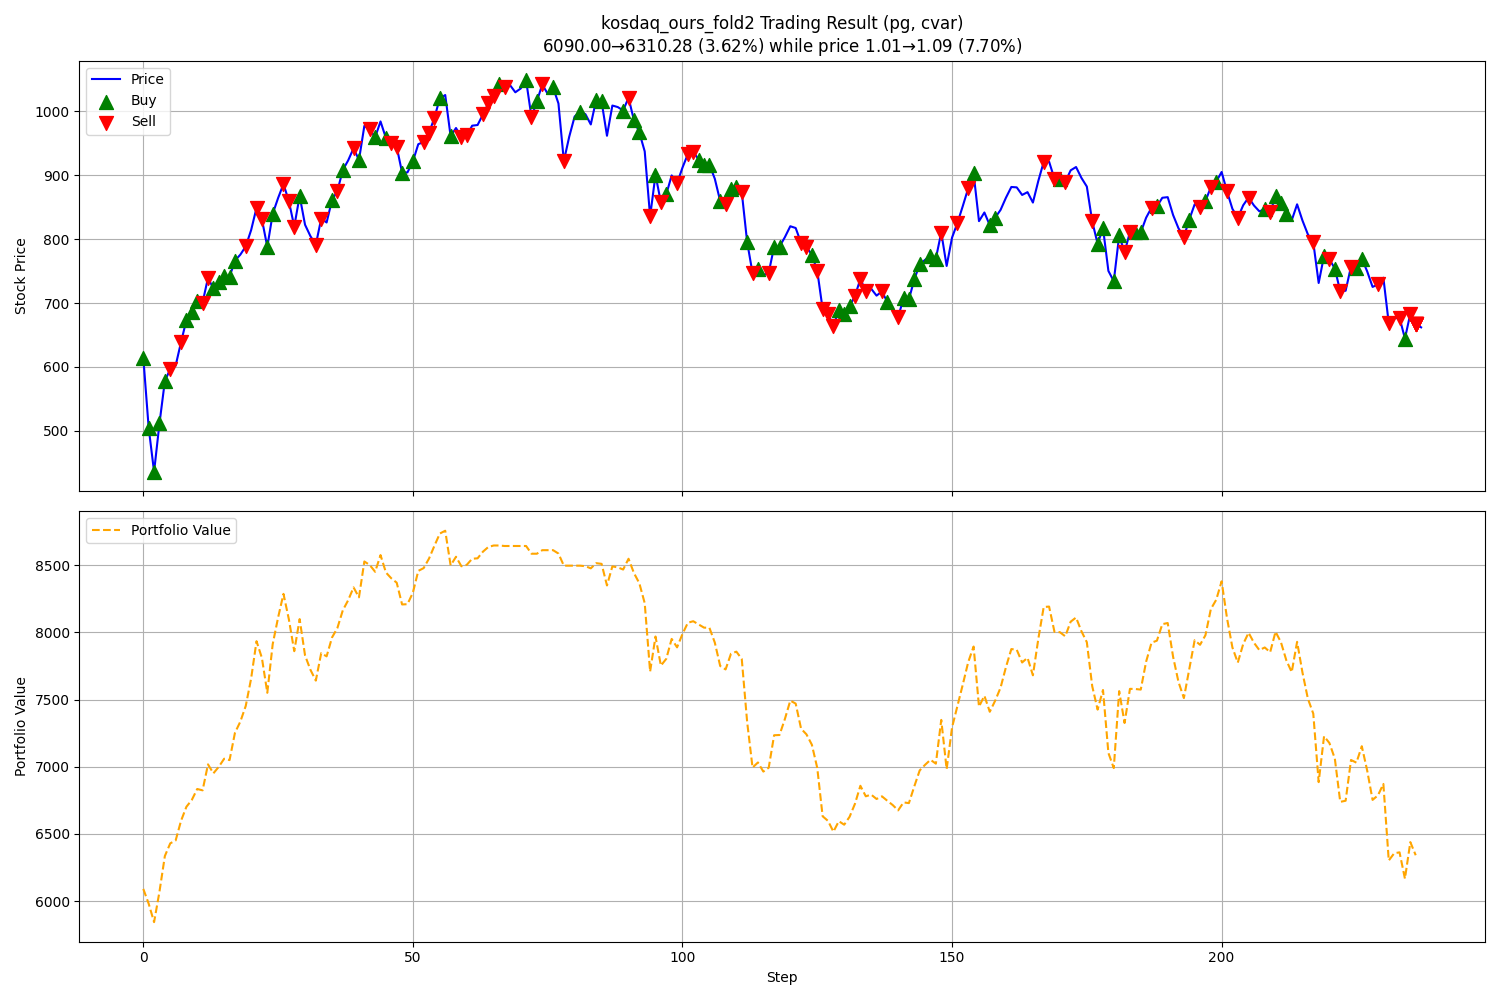 kosdaq_ours_fold2 Trading Result (pg, cvar)
6090.00→6310.28 (3.62%) while price 1.01→1.09 (7.70%)
Price
Buy
Sell
Stock Price
1000
900
800
700
600
500
Portfolio Value
Portfolio Value
8500
8000
7500
7000
6500
6000
0
50
100
150
200
Step